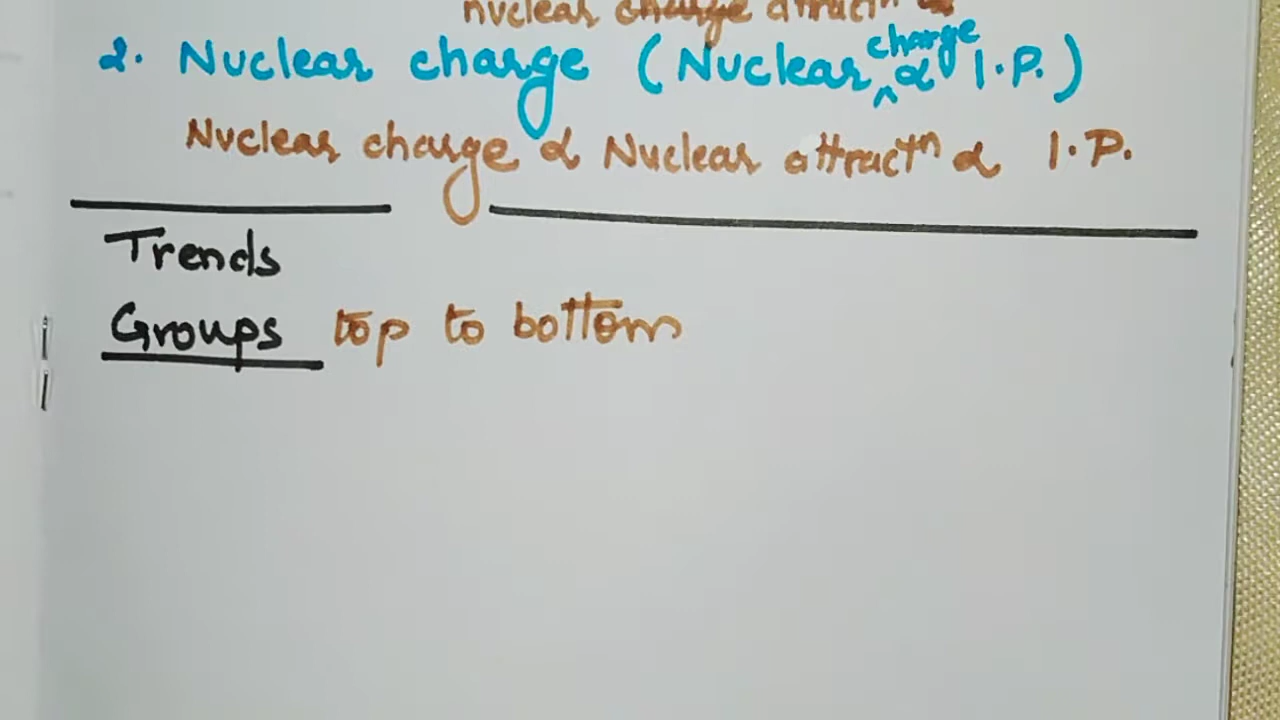 nuclear charge attractn α
2. Nuclear charge (Nuclear charge α I.P.)
Nuclear charge α Nuclear attractn α I.P.
Trends
Groups top to bottom